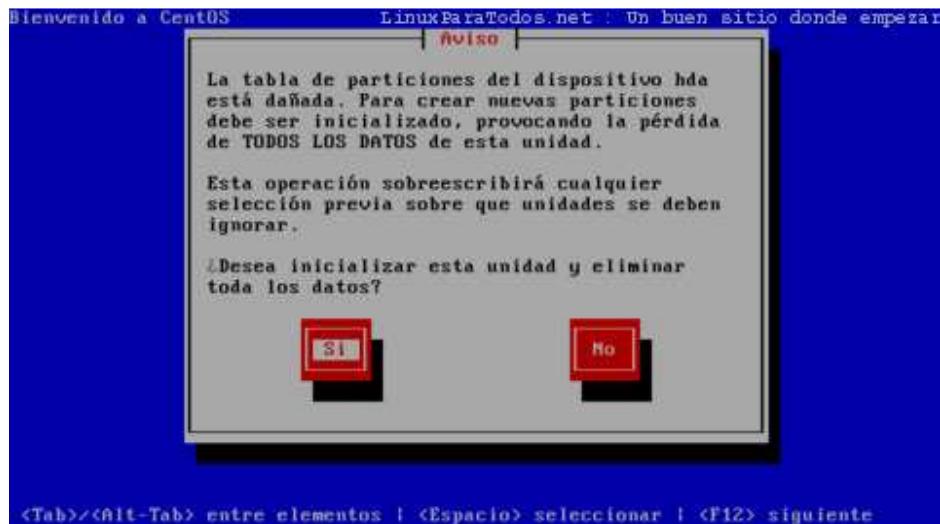 Bienvenido a CentOS LinuxParaTodos.net : Un buen sitio donde empezar
Aviso
La tabla de particiones del dispositivo hda
está dañada. Para crear nuevas particiones
debe ser inicializado, provocando la pérdida
de TODOS LOS DATOS de esta unidad.
Esta operación sobreescribirá cualquier
selección previa sobre que unidades se deben
ignorar.
¿Desea inicializar esta unidad y eliminar
toda los datos?
Sí No
<Tab>/<Alt-Tab> entre elementos | <Espacio> seleccionar | <F12> siguiente